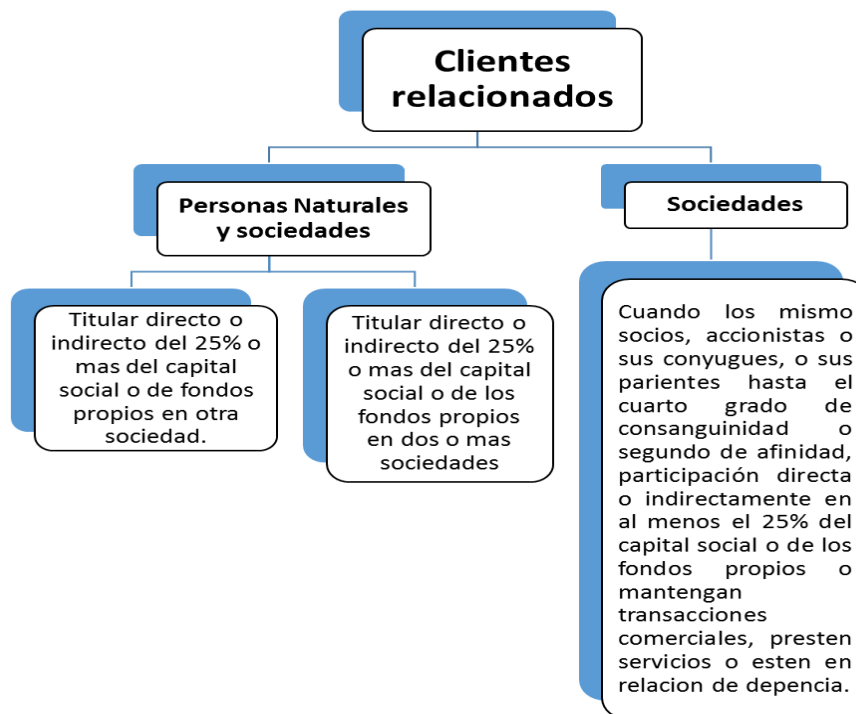 Clientes
relacionados
Personas Naturales
y sociedades
Sociedades
Titular directo o
indirecto del 25% o
mas del capital
social o de fondos
propios en otra
sociedad.
Titular directo o
indirecto del 25%
o mas del capital
social o de los
fondos propios
en dos o mas
sociedades
Cuando los mismo
socios, accionistas o
sus conyugues, o sus
parientes hasta el
cuarto grado de
consanguinidad o
segundo de afinidad,
participación directa
o indirectamente en
al menos el 25% del
capital social o de los
fondos propios o
mantengan
transacciones
comerciales, presten
servicios o esten en
relacion de depencia.